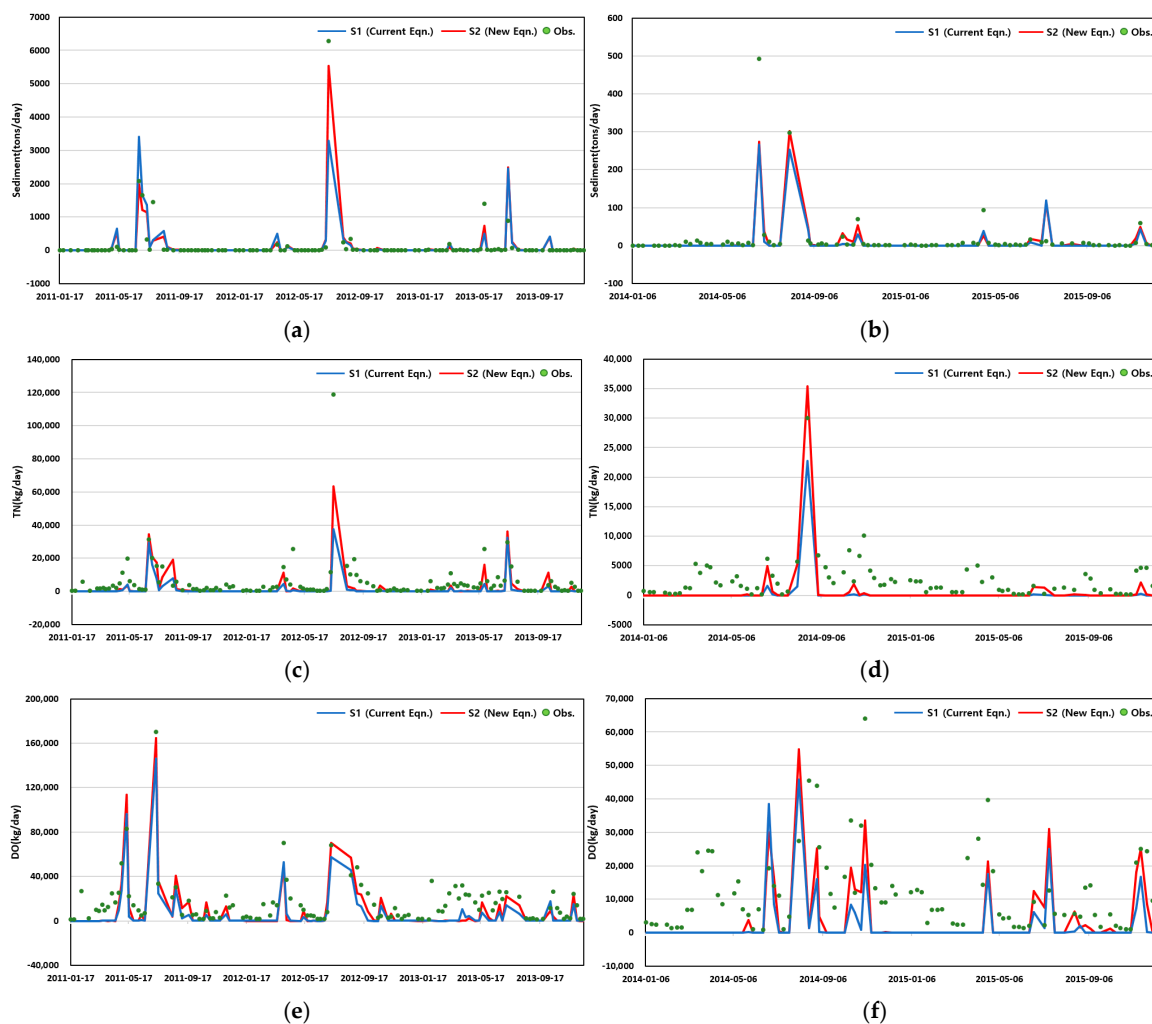 7000
6000
5000
4000
3000
2000
1000
0
-1000
Sediment(tons/day)
S1 (Current Eqn.) S2 (New Eqn.) Obs.
2011-01-17 2011-05-17 2011-09-17 2012-01-17 2012-05-17 2012-09-17 2013-01-17 2013-05-17 2013-09-17
(a)
600
500
400
300
200
100
0
-100
Sediment(tons/day)
S1 (Current Eqn.) S2 (New Eqn.) Obs.
2014-01-06 2014-05-06 2014-09-06 2015-01-06 2015-05-06 2015-09-06
(b)
140,000
120,000
100,000
80,000
60,000
40,000
20,000
0
-20,000
TN(kg/day)
S1 (Current Eqn.) S2 (New Eqn.) Obs.
2011-01-17 2011-05-17 2011-09-17 2012-01-17 2012-05-17 2012-09-17 2013-01-17 2013-05-17 2013-09-17
(c)
40,000
35,000
30,000
25,000
20,000
15,000
10,000
5000
0
-5000
TN(kg/day)
S1 (Current Eqn.) S2 (New Eqn.) Obs.
2014-01-06 2014-05-06 2014-09-06 2015-01-06 2015-05-06 2015-09-06
(d)
200,000
160,000
120,000
80,000
40,000
0
-40,000
DO(kg/day)
S1 (Current Eqn.) S2 (New Eqn.) Obs.
2011-01-17 2011-05-17 2011-09-17 2012-01-17 2012-05-17 2012-09-17 2013-01-17 2013-05-17 2013-09-17
(e)
70,000
60,000
50,000
40,000
30,000
20,000
10,000
0
-10,000
DO(kg/day)
S1 (Current Eqn.) S2 (New Eqn.) Obs.
2014-01-06 2014-05-06 2014-09-06 2015-01-06 2015-05-06 2015-09-06
(f)